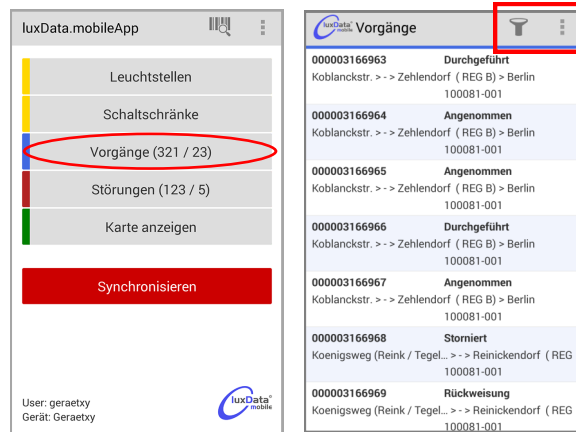 luxData.mobileApp
Leuchtstellen
Schaltschränke
Vorgänge (321 / 23)
Störungen (123 / 5)
Karte anzeigen
Synchronisieren
User: geraetxy
Gerät: Geraetxy
luxData®
mobile
luxData®
mobile
Vorgänge
000003166963 Durchgeführt
Koblanckstr. > - > Zehlendorf ( REG B) > Berlin
100081-001
000003166964 Angenommen
Koblanckstr. > - > Zehlendorf ( REG B) > Berlin
100081-001
000003166965 Angenommen
Koblanckstr. > - > Zehlendorf ( REG B) > Berlin
100081-001
000003166966 Durchgeführt
Koblanckstr. > - > Zehlendorf ( REG B) > Berlin
100081-001
000003166967 Angenommen
Koblanckstr. > - > Zehlendorf ( REG B) > Berlin
100081-001
000003166968 Storniert
Koenigsweg (Reink / Tegel... > - > Reinickendorf ( REG
100081-001
000003166969 Rückweisung
Koenigsweg (Reink / Tegel... > - > Reinickendorf ( REG
100081-001